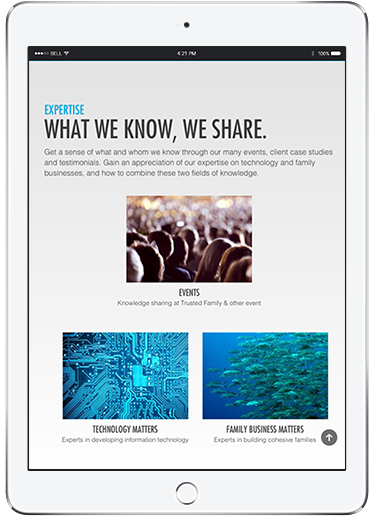 BELL 4:21 PM 100%
EXPERTISE
WHAT WE KNOW, WE SHARE.
Get a sense of what and whom we know through our many events, client case studies
and testimonials. Gain an appreciation of our expertise on technology and family
businesses, and how to combine these two fields of knowledge.
EVENTS
Knowledge sharing at Trusted Family & other event
TECHNOLOGY MATTERS
Experts in developing information technology
FAMILY BUSINESS MATTERS
Experts in building cohesive families